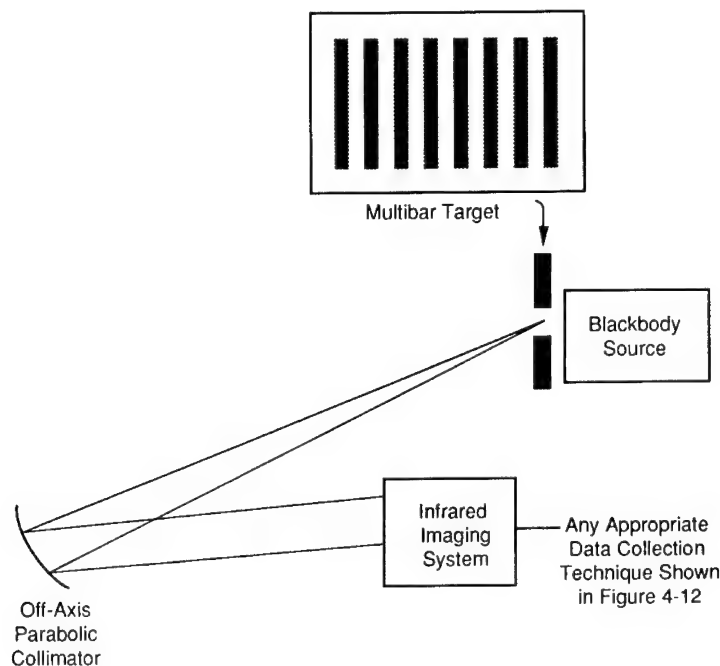 Multibar Target
Blackbody
Source
Infrared
Imaging
System
Any Appropriate
Data Collection
Technique Shown
in Figure 4-12
Off-Axis
Parabolic
Collimator